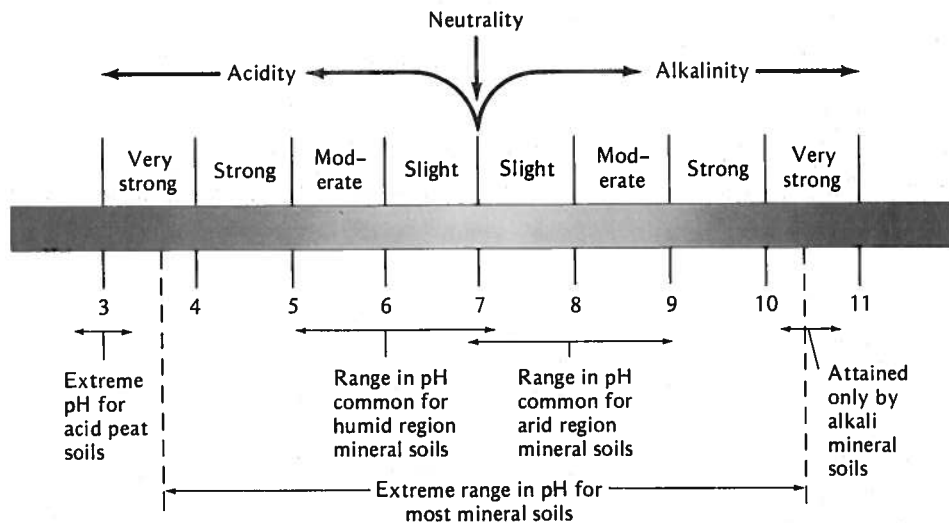 Neutrality
Acidity
Alkalinity
Very
strong
Strong
Mod-
erate
Slight
Slight
Mod-
erate
Strong
Very
strong
3 4 5 6 7 8 9 10 11
Extreme
pH for
acid peat
soils
Range in pH
common for
humid region
mineral soils
Range in pH
common for
arid region
mineral soils
Attained
only by
alkali
mineral
soils
Extreme range in pH for
most mineral soils